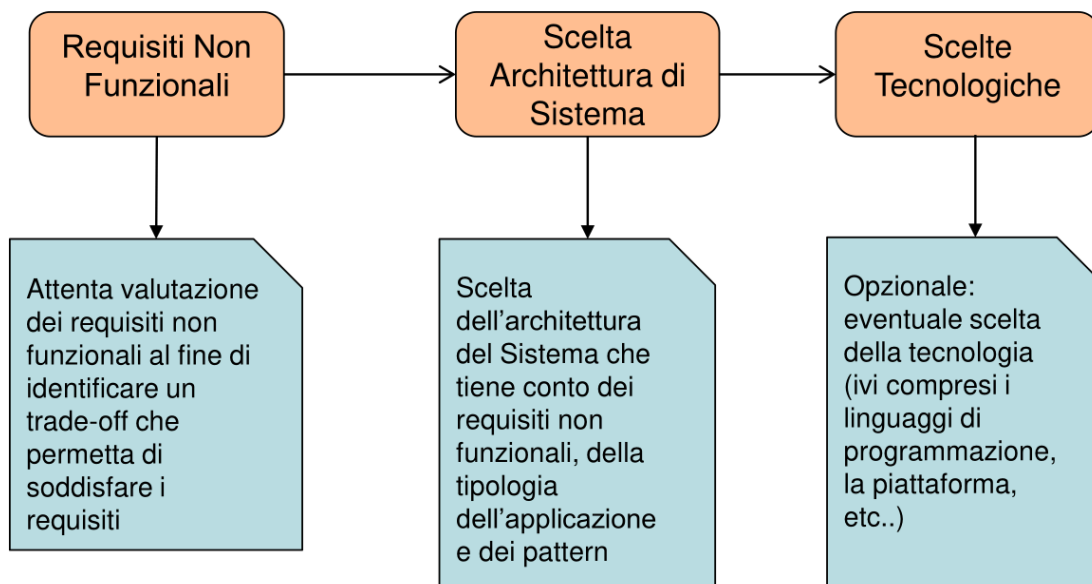 Requisiti Non
Funzionali
Scelta
Architettura di
Sistema
Scelte
Tecnologiche
Attenta valutazione
dei requisiti non
funzionali al fine di
identificare un
trade-off che
permetta di
soddisfare i
requisiti
Scelta
dell'architettura
del Sistema che
tiene conto dei
requisiti non
funzionali, della
tipologia
dell'applicazione
e dei pattern
Opzionale:
eventuale scelta
della tecnologia
(ivi compresi i
linguaggi di
programmazione,
la piattaforma,
etc..)